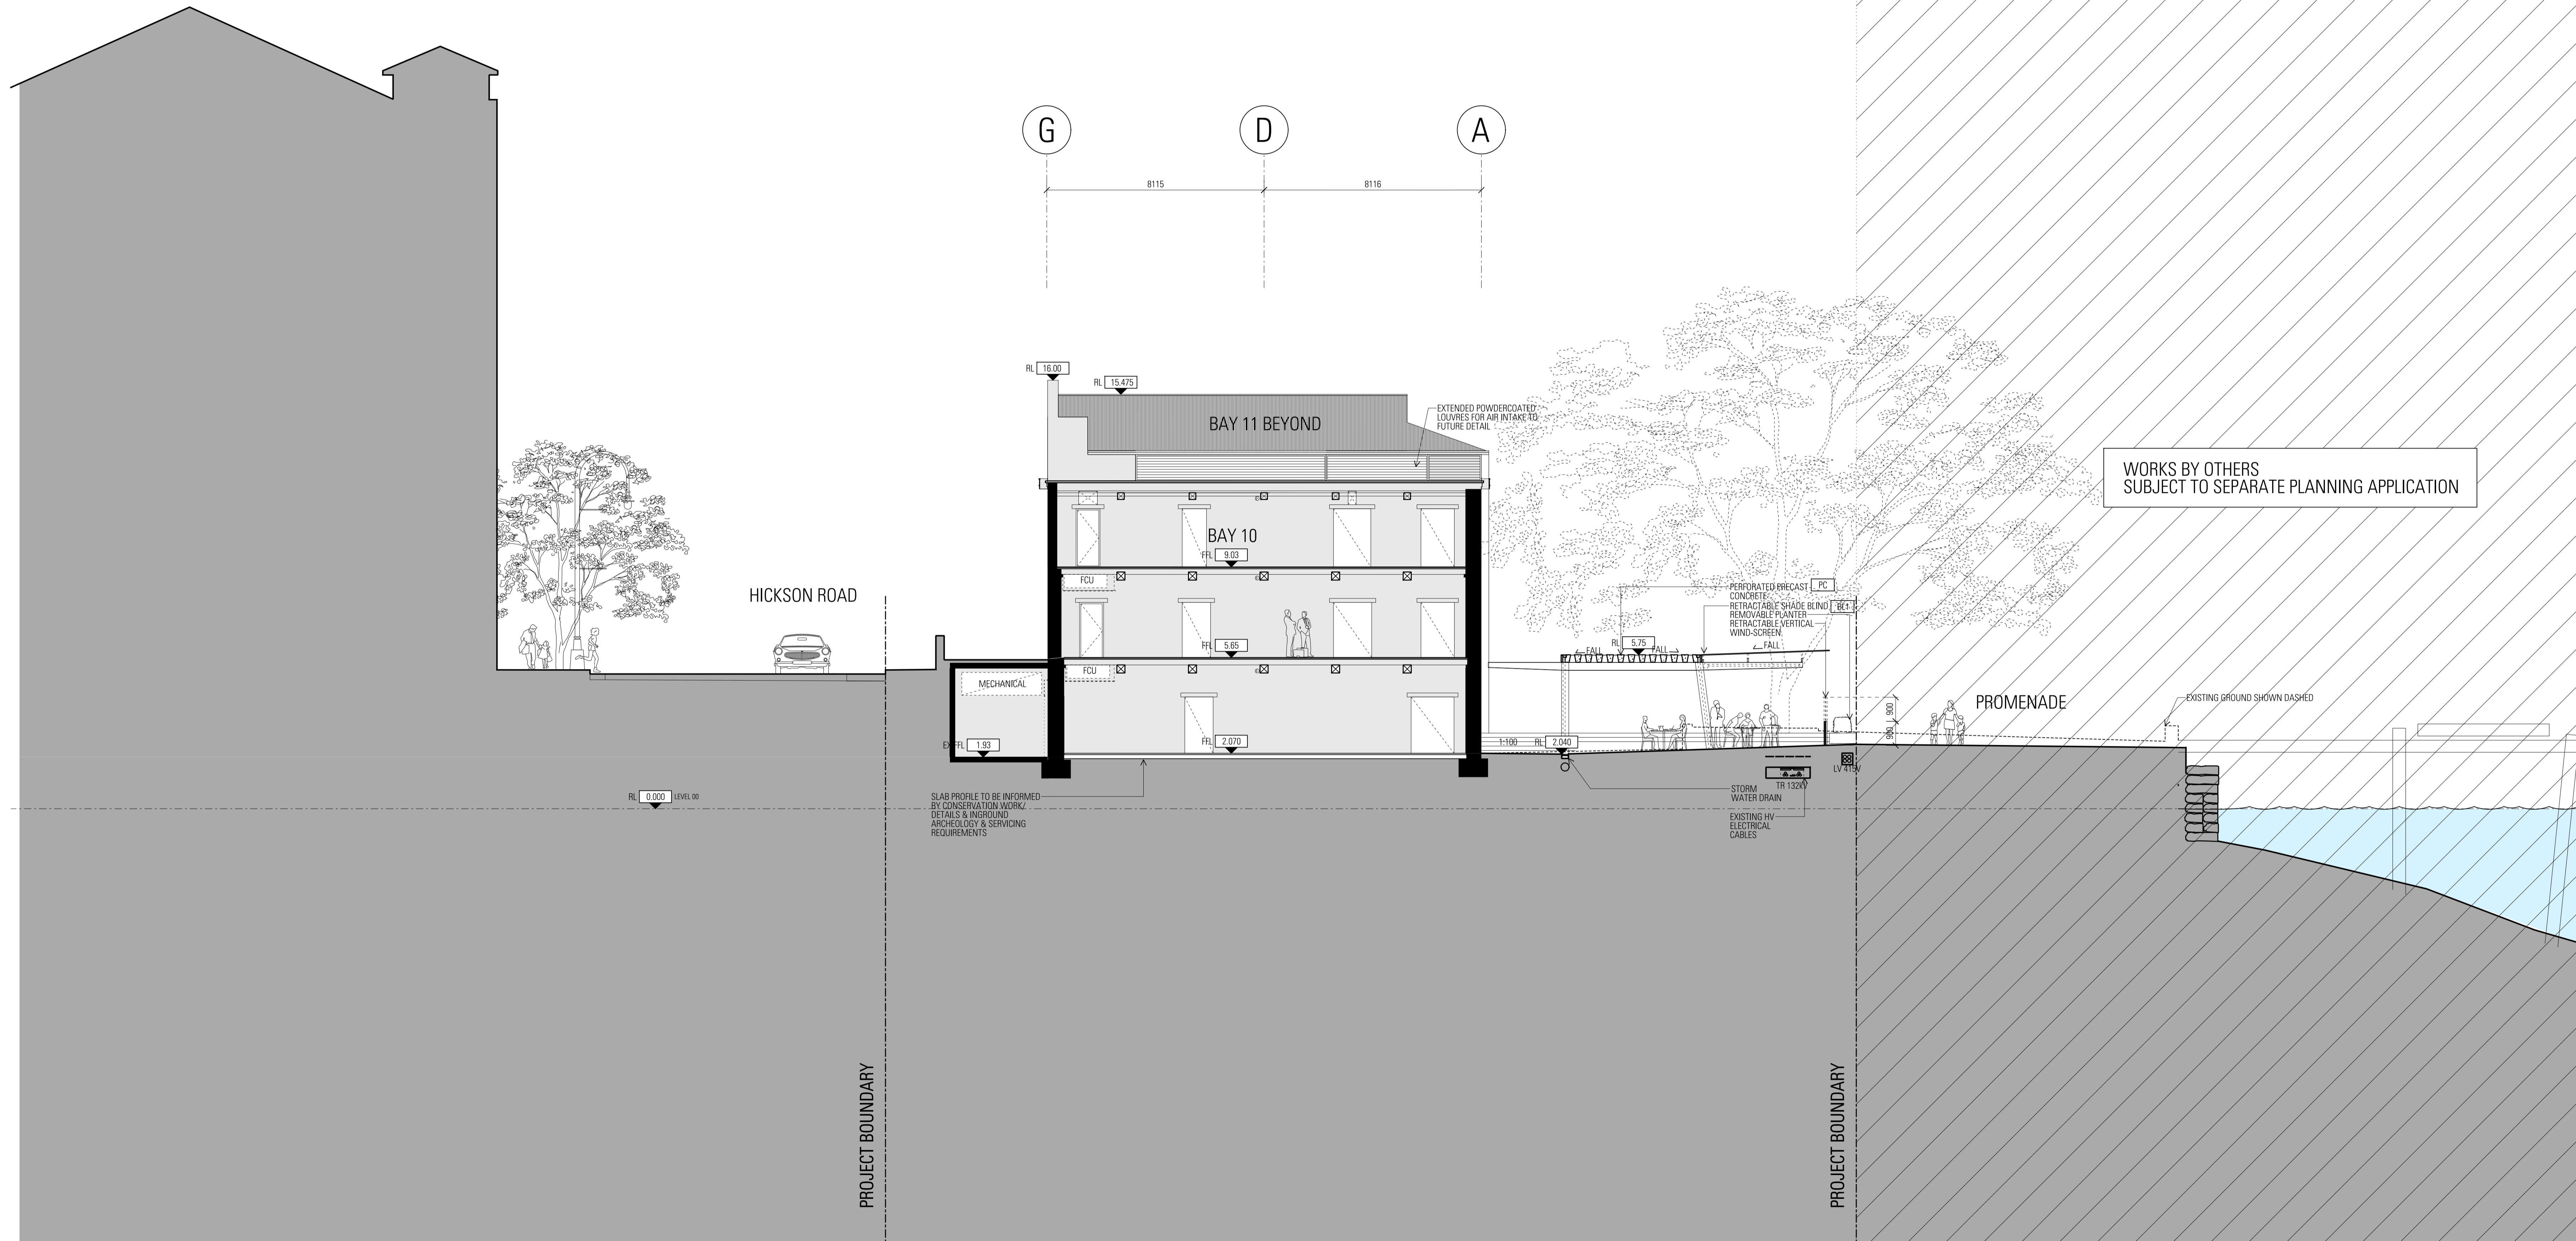 G
D
A
8115
8116
RL 16.00
RL 15.475
BAY 11 BEYOND
EXTENDED POWDERCOATED
LOUVRES FOR AIR INTAKE TO
FUTURE DETAIL
WORKS BY OTHERS
SUBJECT TO SEPARATE PLANNING APPLICATION
BAY 10
FFL 9.03
FCU
HICKSON ROAD
PERFORATED PRECAST
CONCRETE
PC
RETRACTABLE SHADE BLIND
BL1
REMOVABLE PLANTER
RETRACTABLE VERTICAL
WIND-SCREEN
FFL 5.65
RL 5.75
FALL
FALL
FALL
FCU
MECHANICAL
PROMENADE
EXISTING GROUND SHOWN DASHED
900
900
EX FFL 1.93
FFL 2.070
1:100
RL 2.040
LV 415V
TR 132kV
RL 0.000 LEVEL 00
SLAB PROFILE TO BE INFORMED
BY CONSERVATION WORK/
DETAILS & INGROUND
ARCHEOLOGY & SERVICING
REQUIREMENTS
STORM
WATER DRAIN
EXISTING HV
ELECTRICAL
CABLES
PROJECT BOUNDARY
PROJECT BOUNDARY